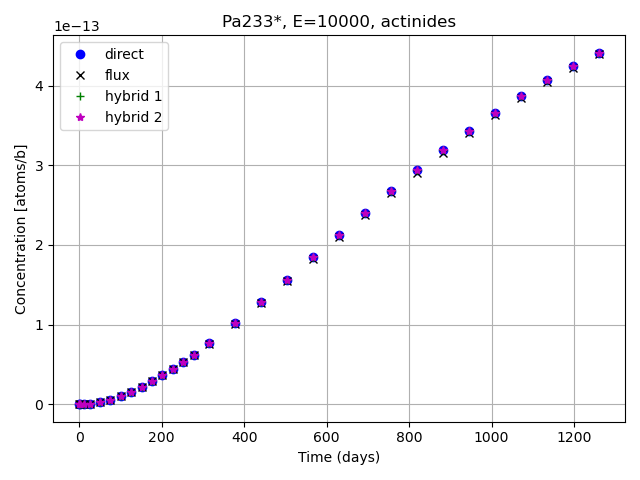 Pa233*, E=10000, actinides
1e−13
direct
flux
hybrid 1
hybrid 2
4
3
2
1
0
Concentration [atoms/b]
0 200 400 600 800 1000 1200
Time (days)